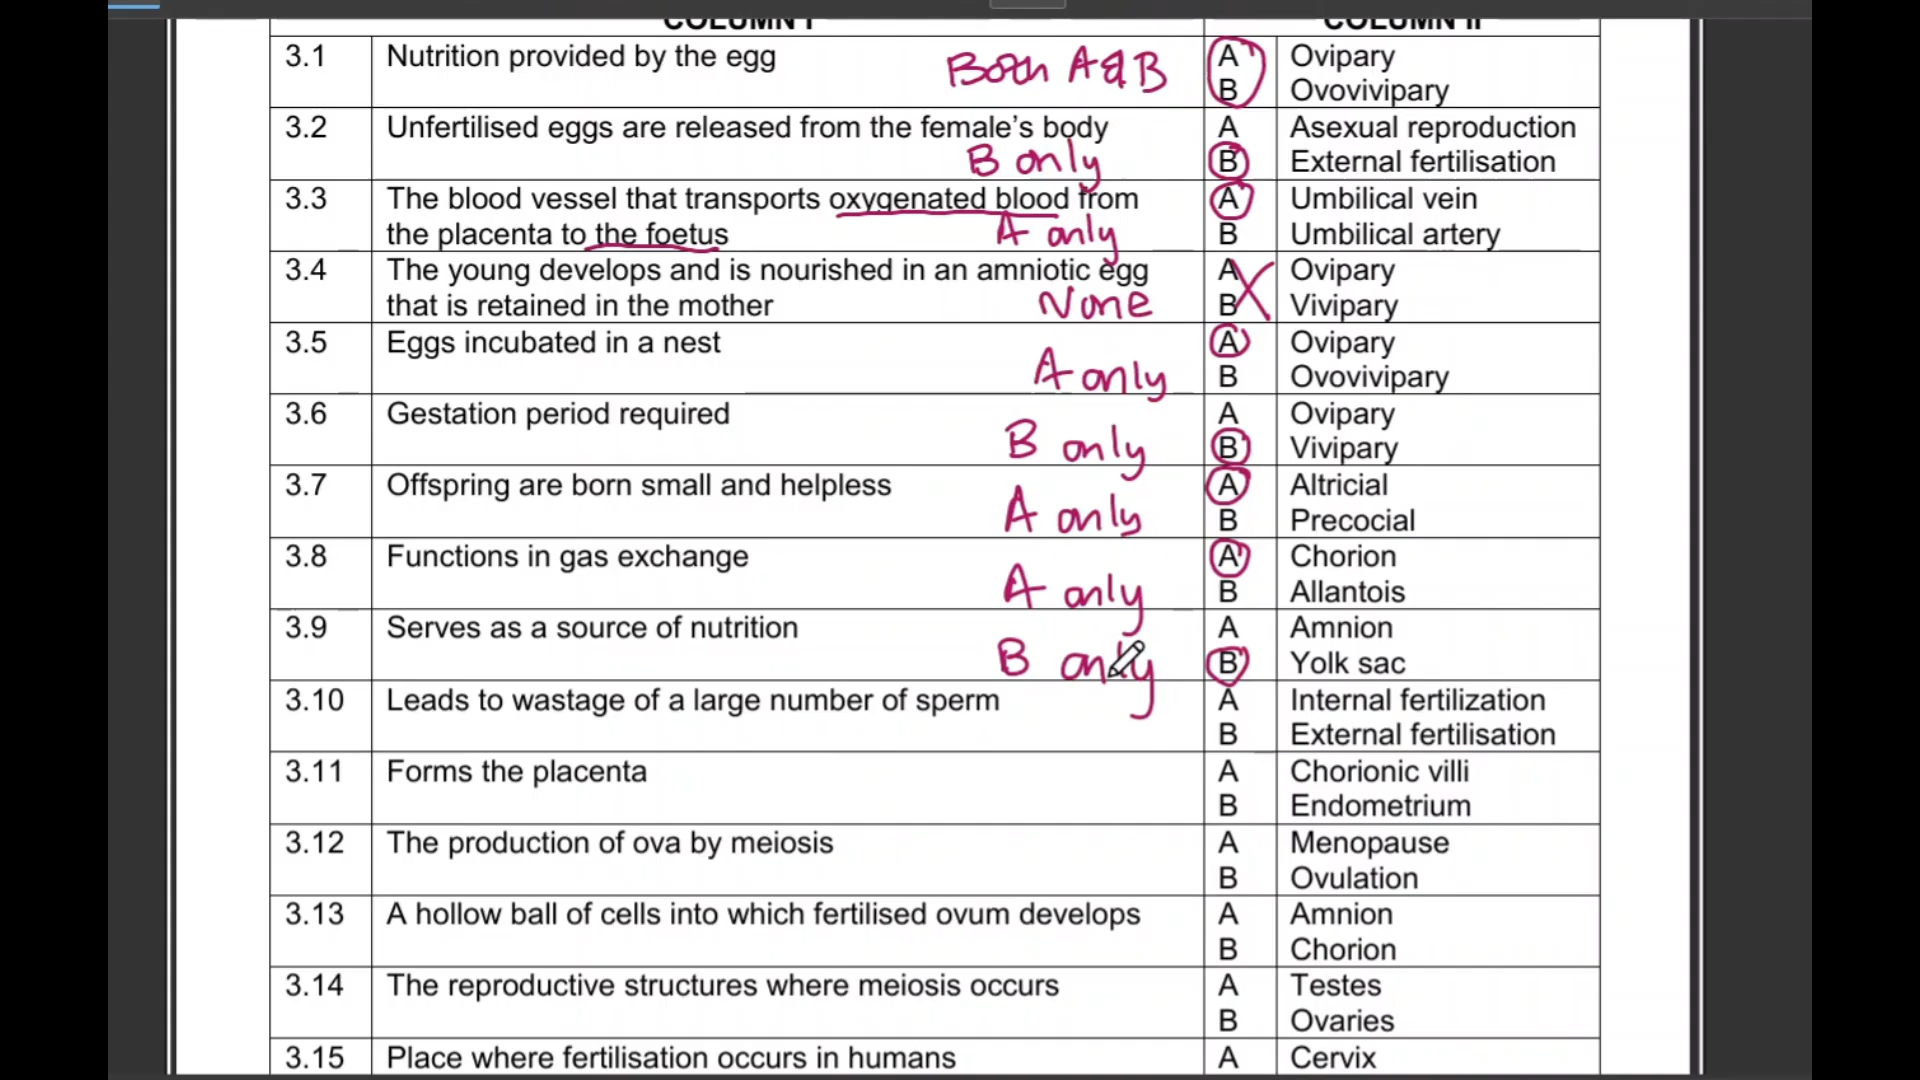 COLUMN I COLUMN II
3.1 Nutrition provided by the egg Both A & B A Ovipary
B Ovovivipary
3.2 Unfertilised eggs are released from the female's body A Asexual reproduction
B only B External fertilisation
3.3 The blood vessel that transports oxygenated blood from A Umbilical vein
the placenta to the foetus A only B Umbilical artery
3.4 The young develops and is nourished in an amniotic egg A Ovipary
that is retained in the mother None B Vivipary
3.5 Eggs incubated in a nest A Ovipary
A only B Ovovivipary
3.6 Gestation period required A Ovipary
B only B Vivipary
3.7 Offspring are born small and helpless A Altricial
A only B Precocial
3.8 Functions in gas exchange A Chorion
A only B Allantois
3.9 Serves as a source of nutrition A Amnion
B only B Yolk sac
3.10 Leads to wastage of a large number of sperm A Internal fertilization
B External fertilisation
3.11 Forms the placenta A Chorionic villi
B Endometrium
3.12 The production of ova by meiosis A Menopause
B Ovulation
3.13 A hollow ball of cells into which fertilised ovum develops A Amnion
B Chorion
3.14 The reproductive structures where meiosis occurs A Testes
B Ovaries
3.15 Place where fertilisation occurs in humans A Cervix